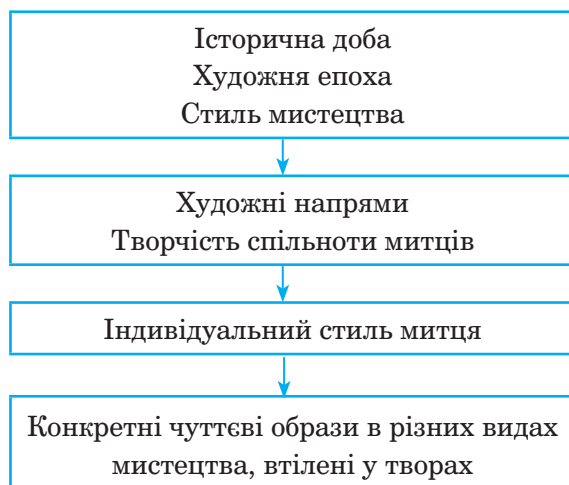 Історична доба
Художня епоха
Стиль мистецтва
Художні напрями
Творчість спільноти митців
Індивідуальний стиль митця
Конкретні чуттєві образи в різних видах
мистецтва, втілені у творах